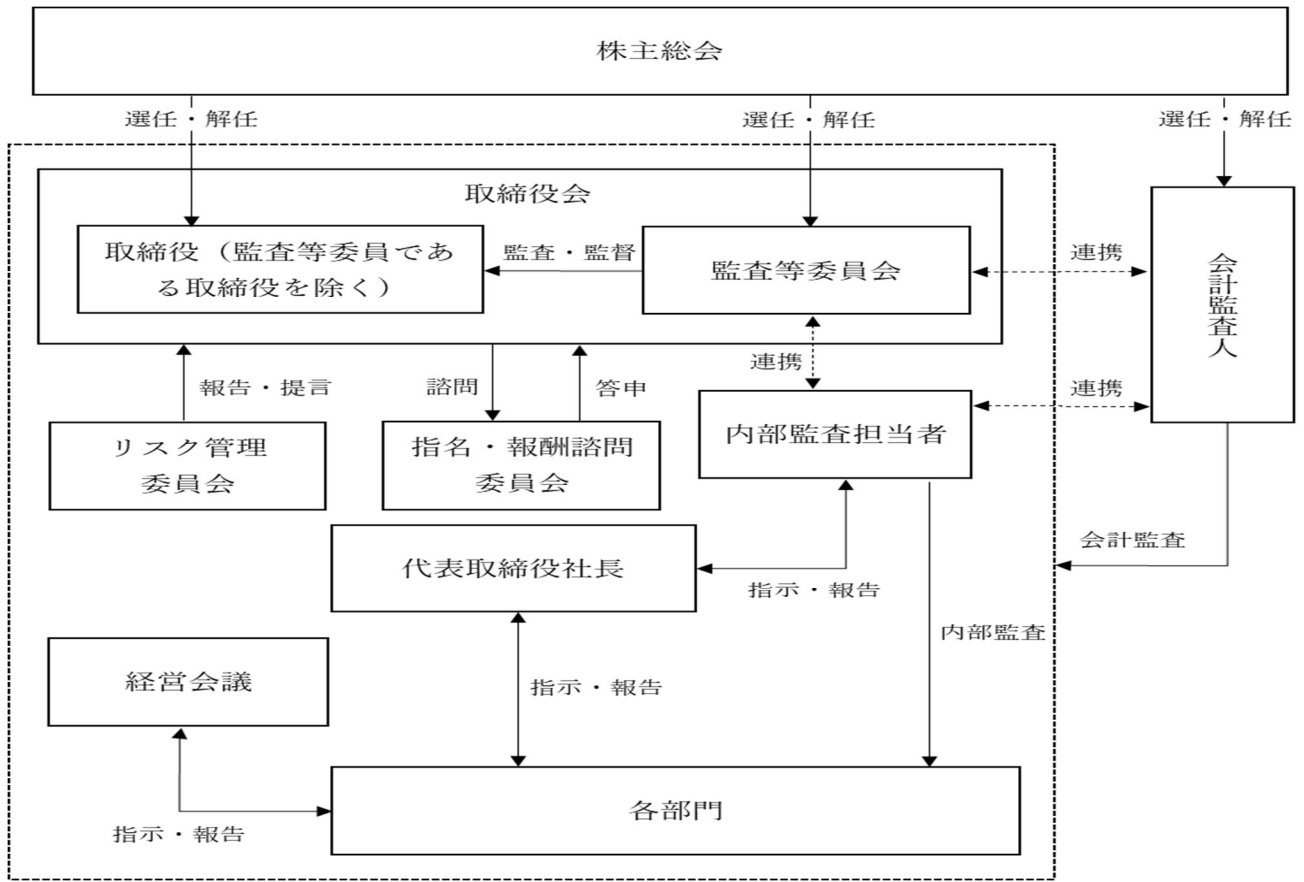 株主総会
選任・解任
選任・解任
選任・解任
取締役会
取締役（監査等委員であ
る取締役を除く）
監査・監督
監査等委員会
連携
会計監査人
報告・提言
諮問
答申
連携
連携
リスク管理
委員会
指名・報酬諮問
委員会
内部監査担当者
代表取締役社長
指示・報告
会計監査
内部監査
経営会議
指示・報告
各部門
指示・報告